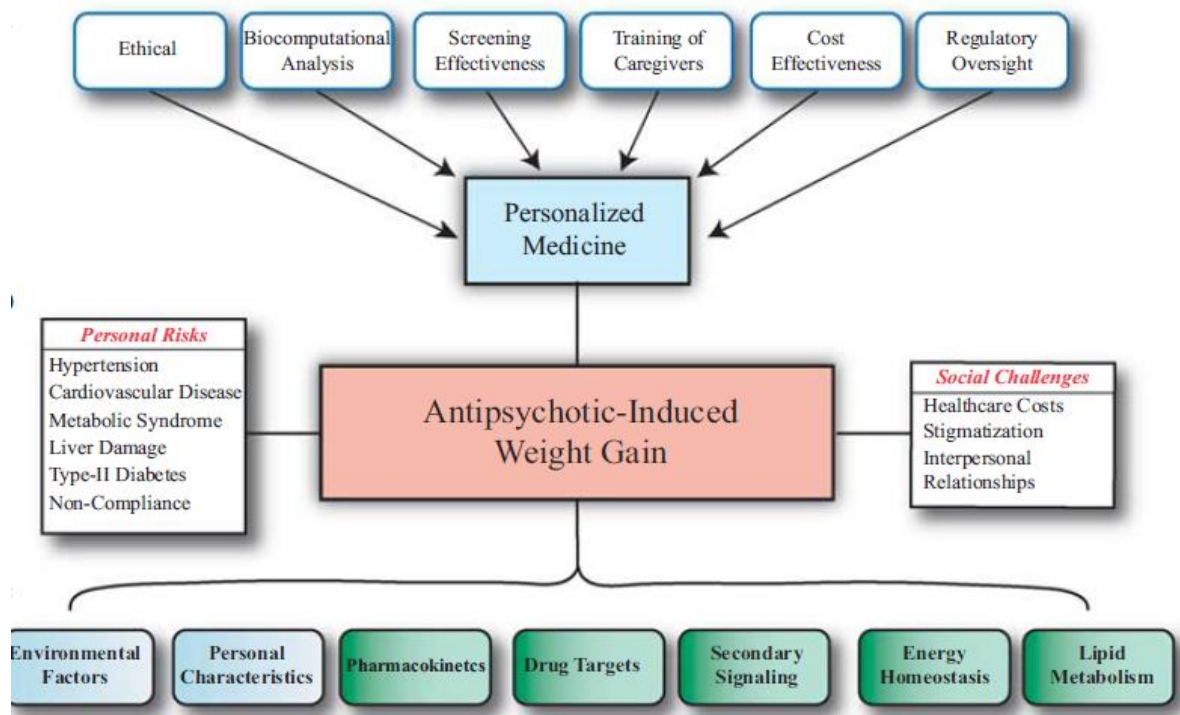 Ethical
Biocomputational
Analysis
Screening
Effectiveness
Training of
Caregivers
Cost
Effectiveness
Regulatory
Oversight
Personalized
Medicine
Personal Risks
Hypertension
Cardiovascular Disease
Metabolic Syndrome
Liver Damage
Type-II Diabetes
Non-Compliance
Antipsychotic-Induced
Weight Gain
Social Challenges
Healthcare Costs
Stigmatization
Interpersonal
Relationships
Environmental
Factors
Personal
Characteristics
Pharmacokinetcs
Drug Targets
Secondary
Signaling
Energy
Homeostasis
Lipid
Metabolism